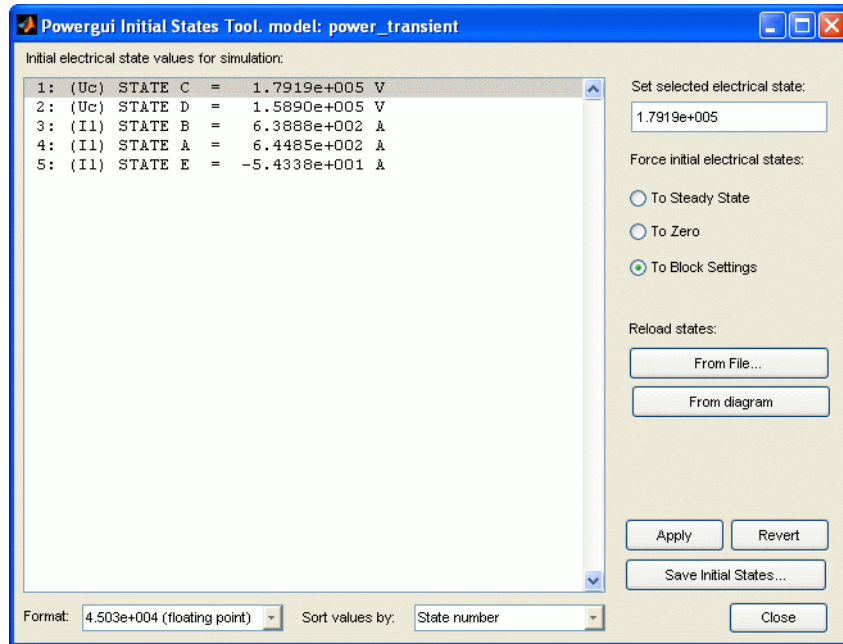 Powergui Initial States Tool. model: power_transient
Initial electrical state values for simulation:
1: (Uc) STATE C = 1.7919e+005 V
2: (Uc) STATE D = 1.5890e+005 V
3: (Il) STATE B = 6.3888e+002 A
4: (Il) STATE A = 6.4485e+002 A
5: (Il) STATE E = -5.4338e+001 A
Set selected electrical state:
1.7919e+005
Force initial electrical states:
To Steady State
To Zero
To Block Settings
Reload states:
From File...
From diagram
Apply Revert
Save Initial States...
Format: 4.503e+004 (floating point) Sort values by: State number Close